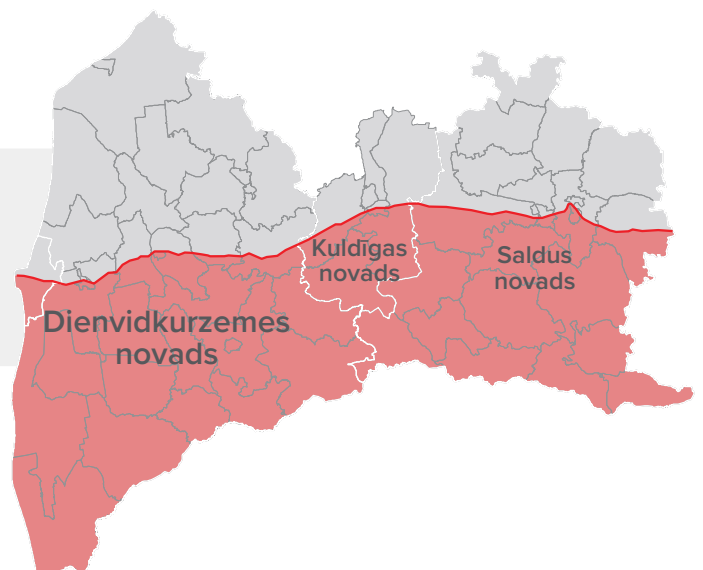 Kuldīgas
novads
Saldus
novads
Dienvidkurzemes
novads